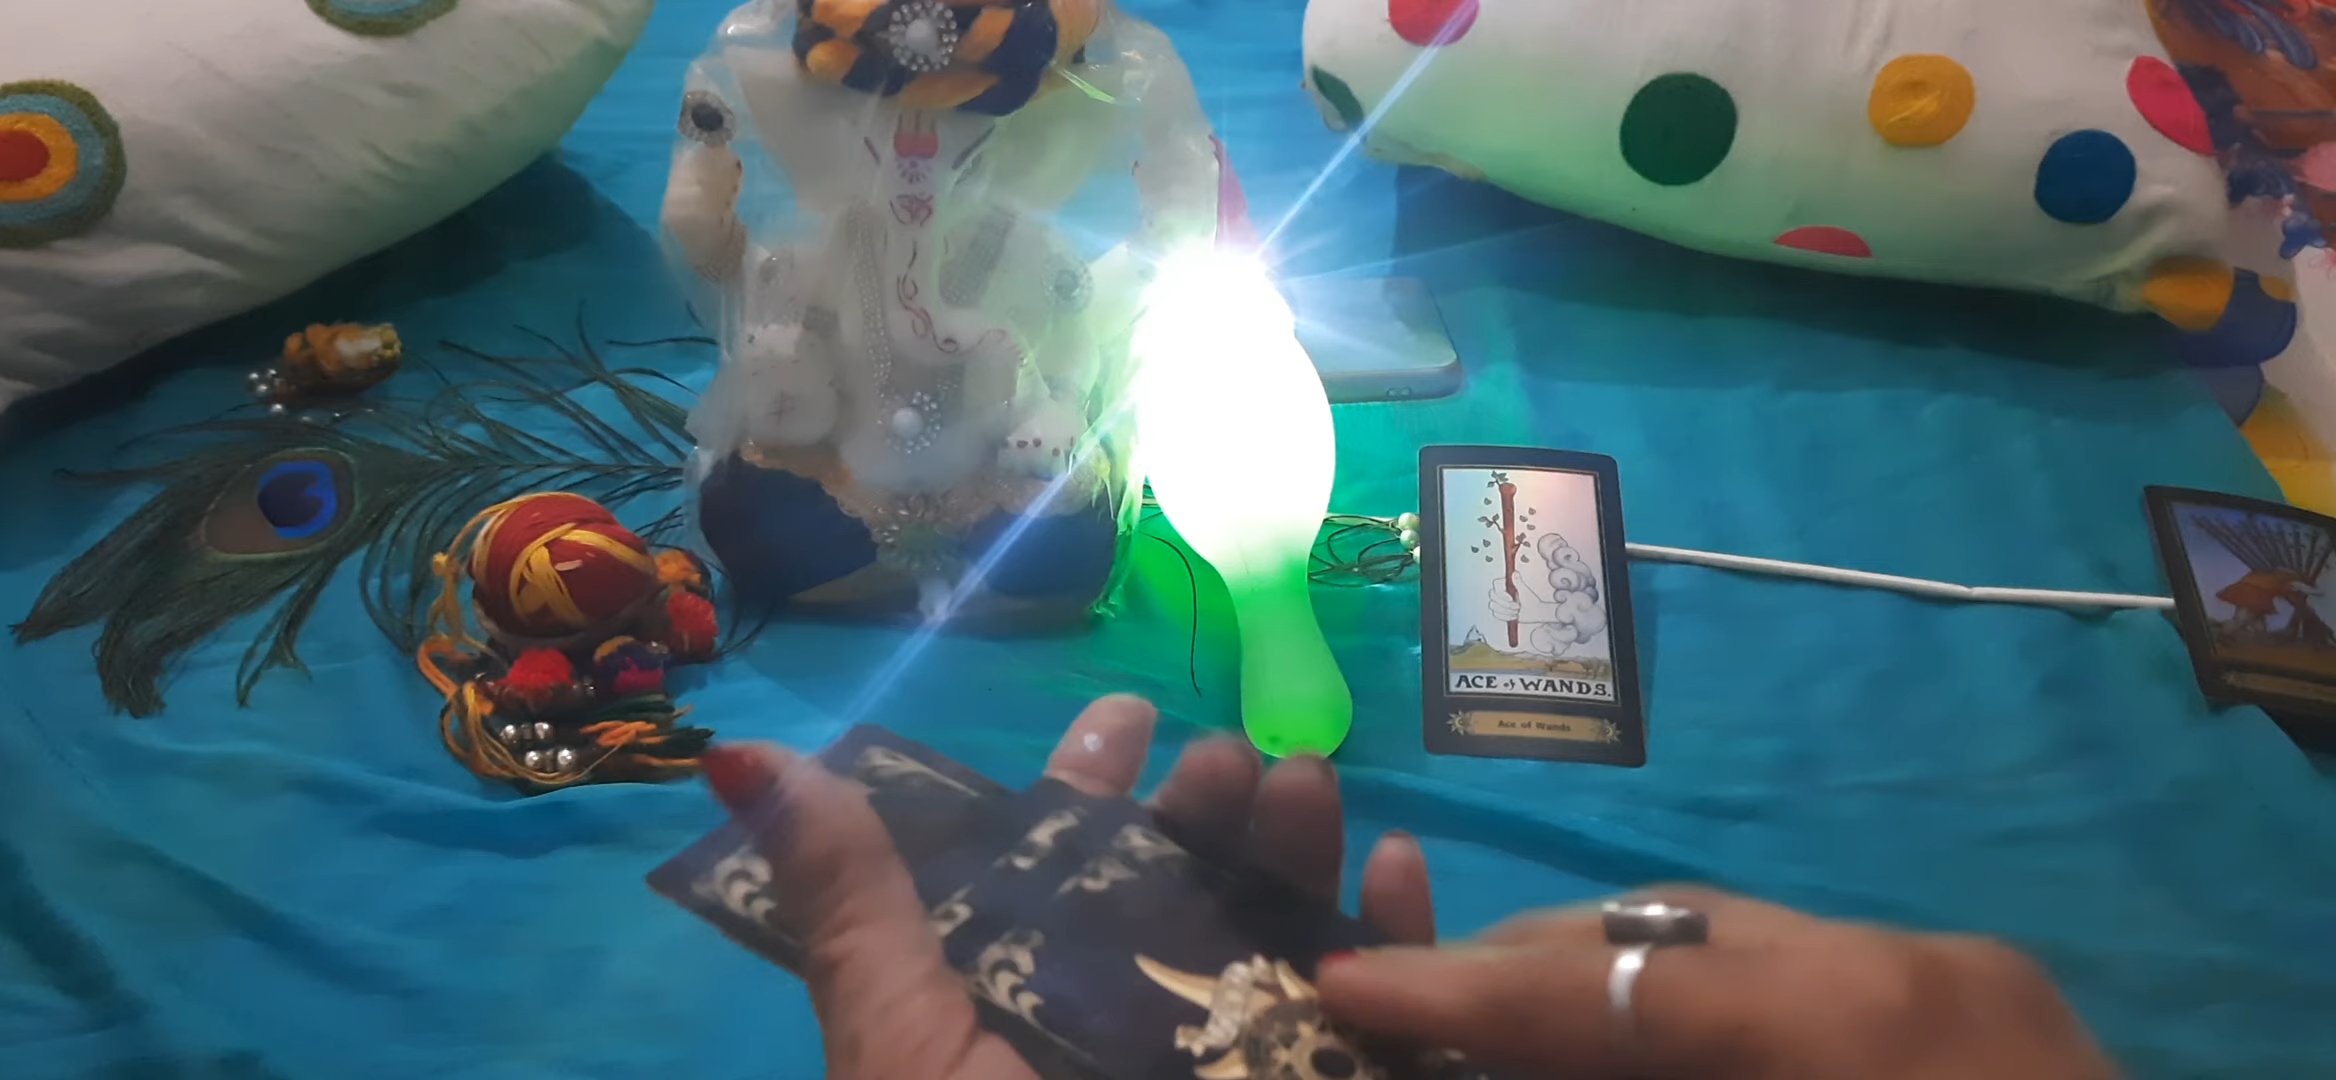 ॐ
ACE of WANDS.
Ace of Wands